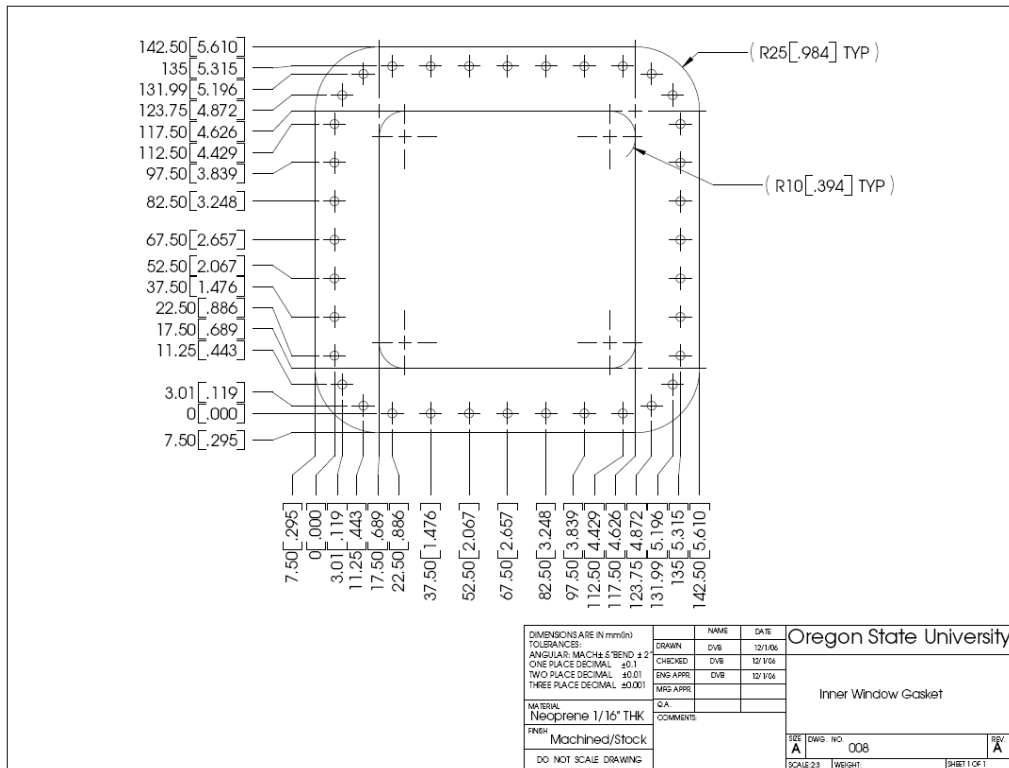 142.50[5.610]
135[5.315]
131.99[5.196]
123.75[4.872]
117.50[4.626]
112.50[4.429]
97.50[3.839]
82.50[3.248]
67.50[2.657]
52.50[2.067]
37.50[1.476]
22.50[.886]
17.50[.689]
11.25[.443]
3.01[.119]
0[.000]
7.50[.295]
(R25[.984] TYP)
(R10[.394] TYP)
7.50[.295]
0[.000]
3.01[.119]
11.25[.443]
17.50[.689]
22.50[.886]
37.50[1.476]
52.50[2.067]
67.50[2.657]
82.50[3.248]
97.50[3.839]
112.50[4.429]
117.50[4.626]
123.75[4.872]
131.99[5.196]
135[5.315]
142.50[5.610]
DIMENSIONS ARE IN mm(in)
TOLERANCES:
ANGULAR: MACH±.5°BEND ±2°
ONE PLACE DECIMAL ±0.1
TWO PLACE DECIMAL ±0.01
THREE PLACE DECIMAL ±0.001
MATERIAL
Neoprene 1/16" THK
FINISH
Machined/Stock
DO NOT SCALE DRAWING
NAME DATE
DRAWN DVB 12/1/06
CHECKED DVB 12/1/06
ENG APPR. DVB 12/1/06
MFG APPR.
Q.A.
COMMENTS:
Oregon State University
Inner Window Gasket
SIZE DWG. NO. REV.
A 008 A
SCALE:2:3 WEIGHT: SHEET 1 OF 1